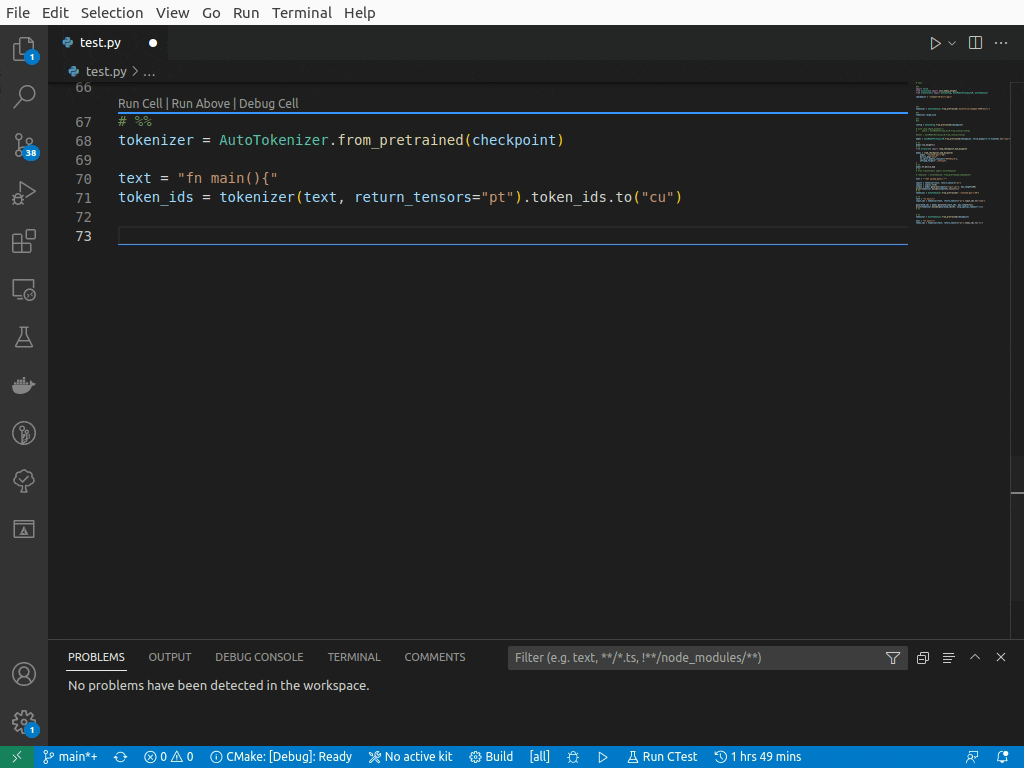 File Edit Selection View Go Run Terminal Help
test.py
1
test.py > ...
66
Run Cell | Run Above | Debug Cell
67 # %%
68 tokenizer = AutoTokenizer.from_pretrained(checkpoint)
38
69
70 text = "fn main(){"
71 token_ids = tokenizer(text, return_tensors="pt").token_ids.to("cu")
72
73
PROBLEMS OUTPUT DEBUG CONSOLE TERMINAL COMMENTS Filter (e.g. text, **/*.ts, !**/node_modules/**)
No problems have been detected in the workspace.
1
main*+ 0 0 CMake: [Debug]: Ready No active kit Build [all] Run CTest 1 hrs 49 mins